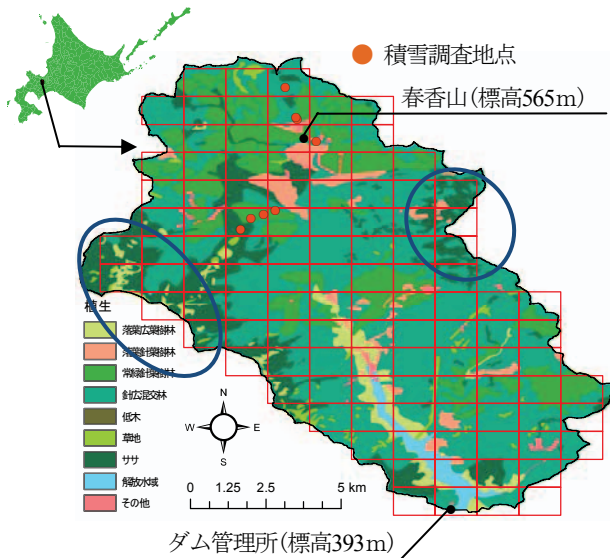 積雪調査地点
春香山(標高565m)
植生
落葉広葉樹林
落葉針葉樹林
常緑針葉樹林
針広混交林
低木
草地
ササ
解放水域
その他
N
W
E
S
0 1.25 2.5 5 km
ダム管理所(標高393m)